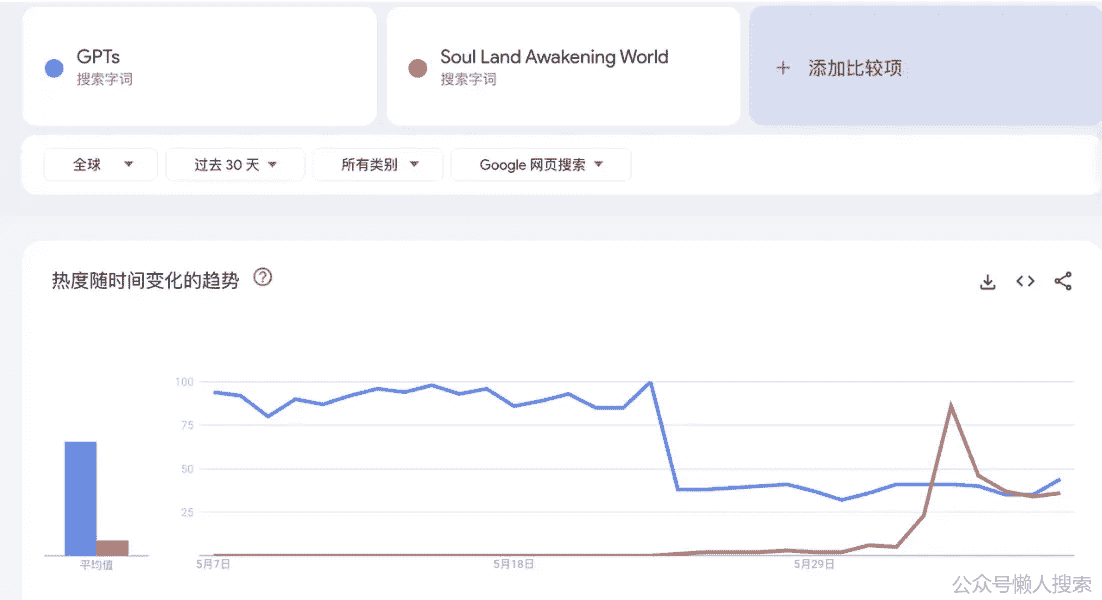 GPTs
搜索字词
Soul Land Awakening World
搜索字词
+ 添加比较项
全球
过去 30 天
所有类别
Google 网页搜索
热度随时间变化的趋势
?
100
75
50
25
平均值
5月7日
5月18日
5月29日
公众号懒人搜索